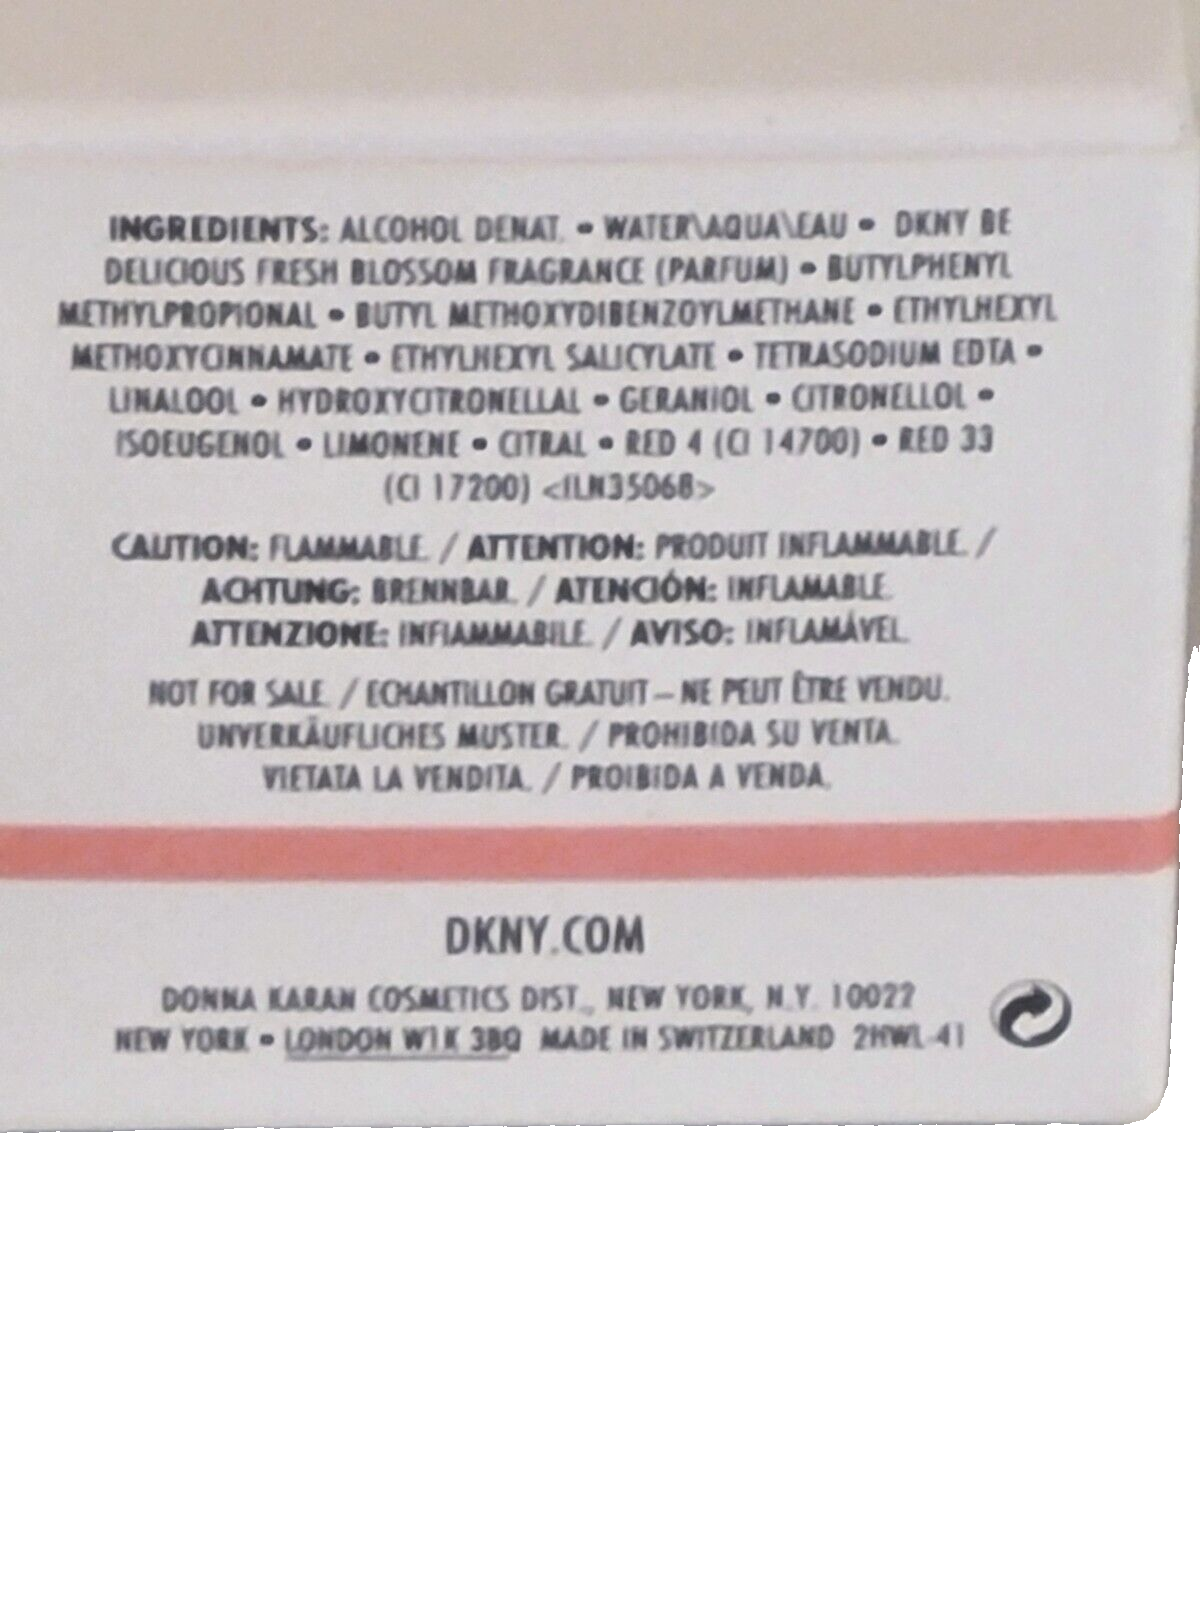 INGREDIENTS: ALCOHOL DENAT. • WATER\AQUA\EAU • DKNY BE
DELICIOUS FRESH BLOSSOM FRAGRANCE (PARFUM) • BUTYLPHENYL
METHYLPROPIONAL • BUTYL METHOXYDIBENZOYLMETHANE • ETHYLHEXYL
METHOXYCINNAMATE • ETHYLHEXYL SALICYLATE • TETRASODIUM EDTA •
LINALOOL • HYDROXYCITRONELLAL • GERANIOL • CITRONELLOL •
ISOEUGENOL • LIMONENE • CITRAL • RED 4 (CI 14700) • RED 33
(CI 17200) <ILN35068>
CAUTION: FLAMMABLE. / ATTENTION: PRODUIT INFLAMMABLE. /
ACHTUNG: BRENNBAR. / ATENCIÓN: INFLAMABLE.
ATTENZIONE: INFIAMMABILE. / AVISO: INFLAMÁVEL.
NOT FOR SALE. / ECHANTILLON GRATUIT – NE PEUT ÊTRE VENDU.
UNVERKÄUFLICHES MUSTER. / PROHIBIDA SU VENTA.
VIETATA LA VENDITA. / PROIBIDA A VENDA.
DKNY.COM
DONNA KARAN COSMETICS DIST., NEW YORK, N.Y. 10022
NEW YORK • LONDON W1K 3BQ MADE IN SWITZERLAND 2HWL-41